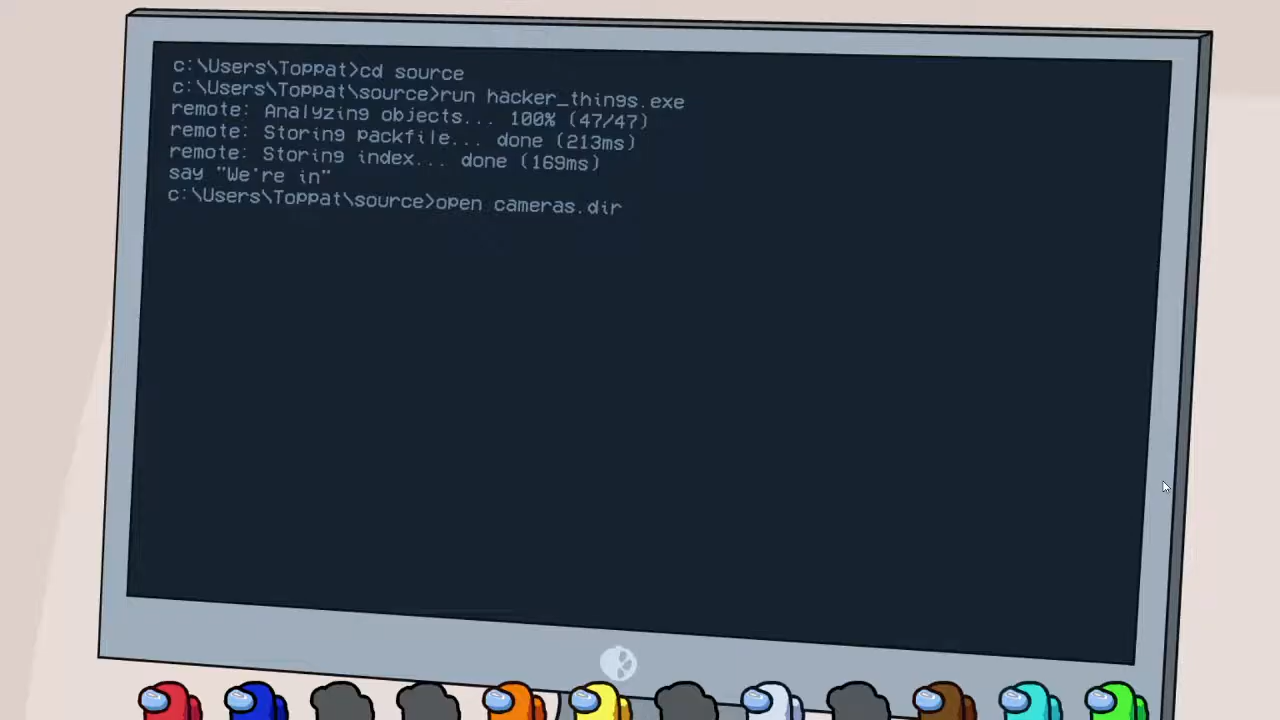 c:\Users\Toppat>cd source
c:\Users\Toppat\source>run hacker_things.exe
remote: Analyzing objects... 100% (47/47)
remote: Storing packfile... done (213ms)
remote: Storing index... done (169ms)
say "We're in"
c:\Users\Toppat\source>open cameras.dir